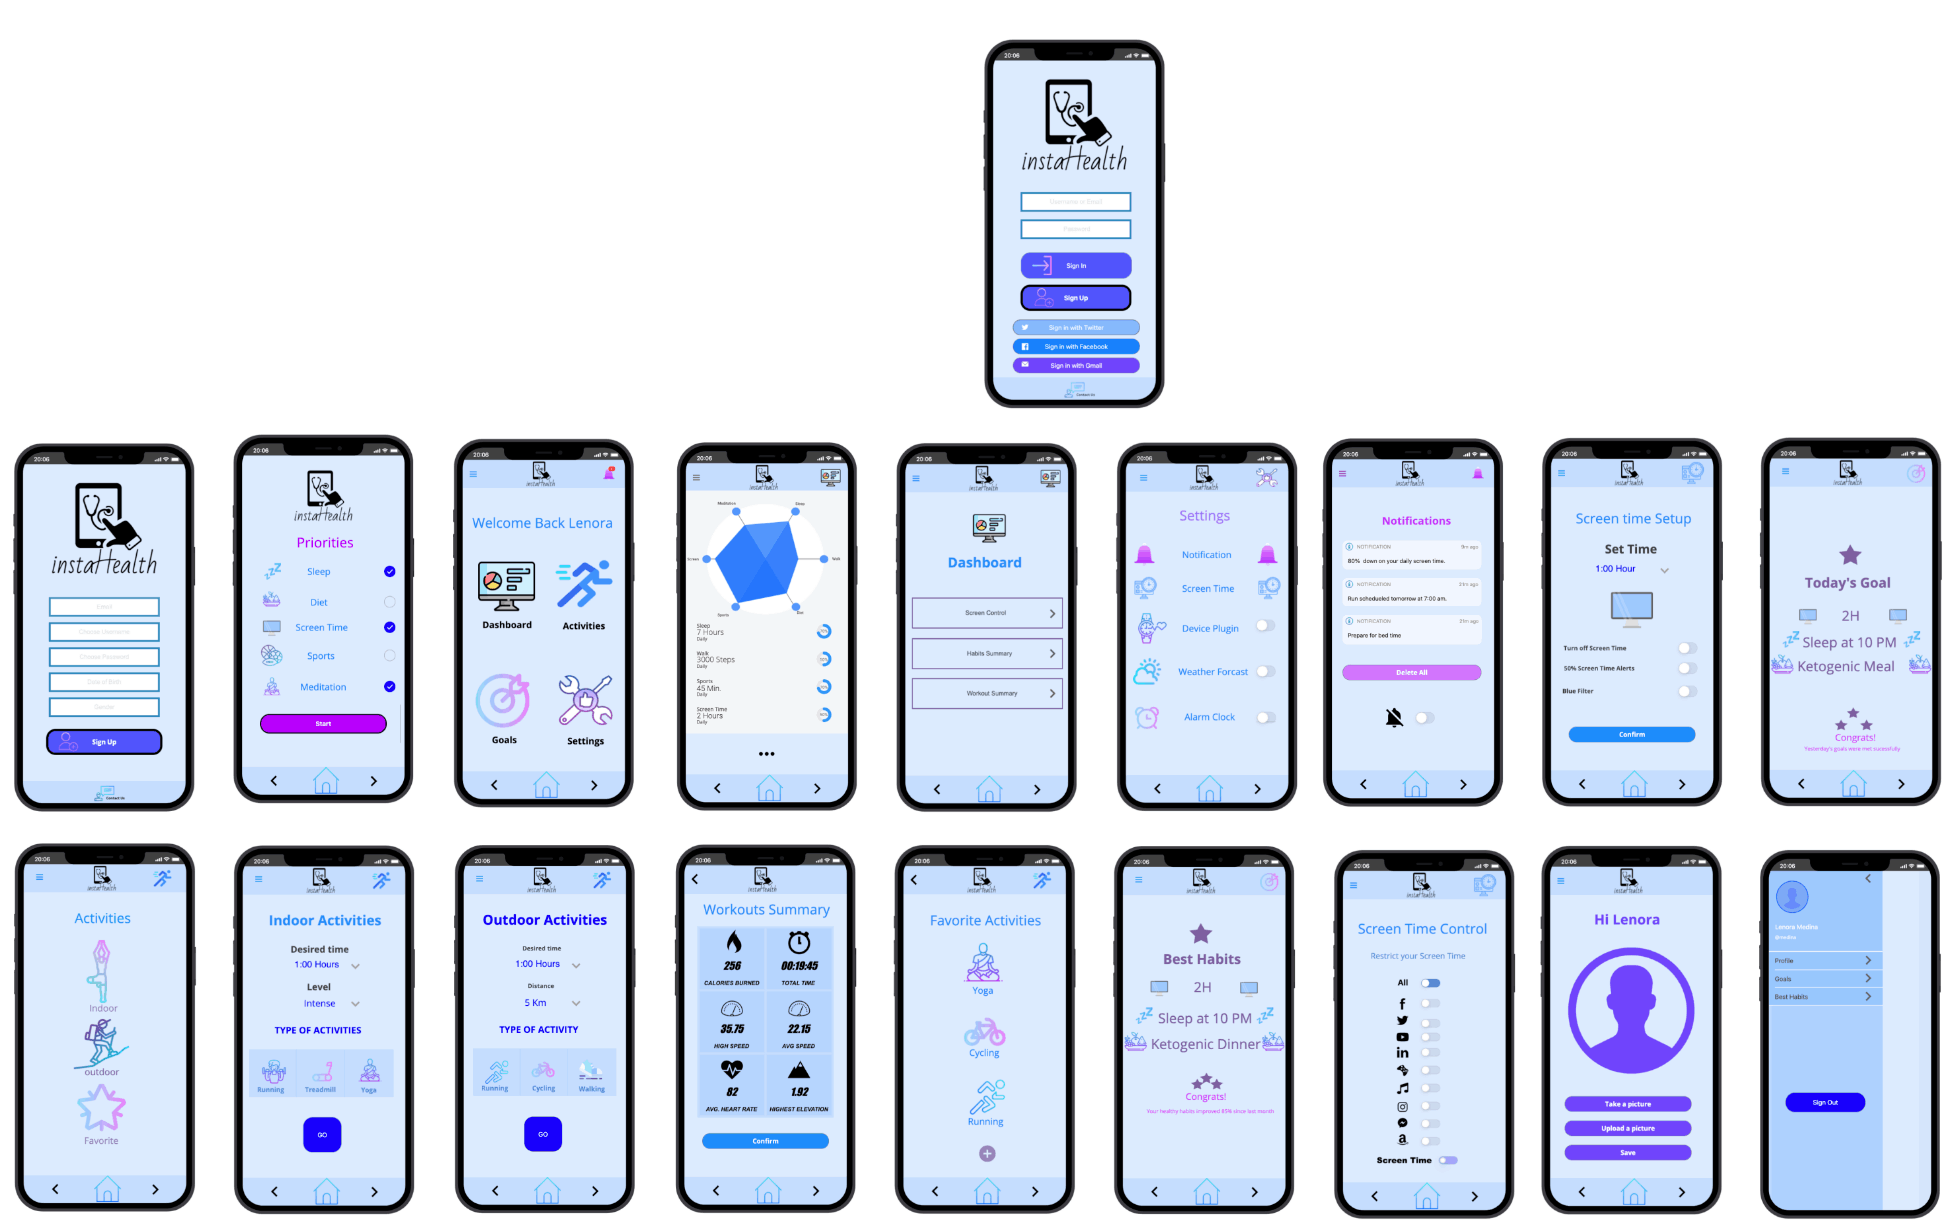 20:06
instaHealth
Username or Email
Password
Sign In
Sign Up
Sign in with Twitter
Sign in with Facebook
Sign in with Gmail
Contact Us
20:06
instaHealth
Email
Choose Username
Choose Password
Date of Birth
Gender
Sign Up
Contact Us
20:06
instaHealth
Priorities
Sleep
Diet
Screen Time
Sports
Meditation
Start
20:06
instaHealth
Welcome Back Lenora
Dashboard
Activities
Goals
Settings
20:06
instaHealth
Meditation
Sleep
Screen
Walk
Sports
Diet
Sleep
7 Hours
Daily
Walk
3000 Steps
Daily
Sports
45 Min.
Daily
Screen Time
2 Hours
Daily
20:06
instaHealth
Dashboard
Screen Control
Habits Summary
Workout Summary
20:06
instaHealth
Settings
Notification
Screen Time
Device Plugin
Weather Forcast
Alarm Clock
20:06
instaHealth
Notifications
NOTIFICATION 9m ago
80% down on your daily screen time.
NOTIFICATION 21m ago
Run scheduleled tomorrow at 7:00 am.
NOTIFICATION 21m ago
Prepare for bed time
Delete All
20:06
instaHealth
Screen time Setup
Set Time
1:00 Hour
Turn off Screen Time
50% Screen Time Alerts
Blue Filter
Confirm
20:06
instaHealth
Today's Goal
2H
Sleep at 10 PM
Ketogenic Meal
Congrats!
Yesterday's goals were met sucessfully
20:06
instaHealth
Activities
Indoor
outdoor
Favorite
20:06
instaHealth
Indoor Activities
Desired time
1:00 Hours
Level
Intense
TYPE OF ACTIVITIES
Running
Treadmill
Yoga
GO
20:06
instaHealth
Outdoor Activities
Desired time
1:00 Hours
Distance
5 Km
TYPE OF ACTIVITY
Running
Cycling
Walking
GO
20:06
instaHealth
Workouts Summary
256
CALORIES BURNED
00:19:45
TOTAL TIME
35.75
HIGH SPEED
22.15
AVG SPEED
82
AVG. HEART RATE
1.92
HIGHEST ELEVATION
Confirm
20:06
instaHealth
Favorite Activities
Yoga
Cycling
Running
20:06
instaHealth
Best Habits
2H
Sleep at 10 PM
Ketogenic Dinner
Congrats!
Your healthy habits improved 85% since last month
20:06
instaHealth
Screen Time Control
Restrict your Screen Time
All
Screen Time
20:06
instaHealth
Hi Lenora
Take a picture
Upload a picture
Save
20:06
Lenora Medina
@medina
Profile
Goals
Best Habits
Sign Out